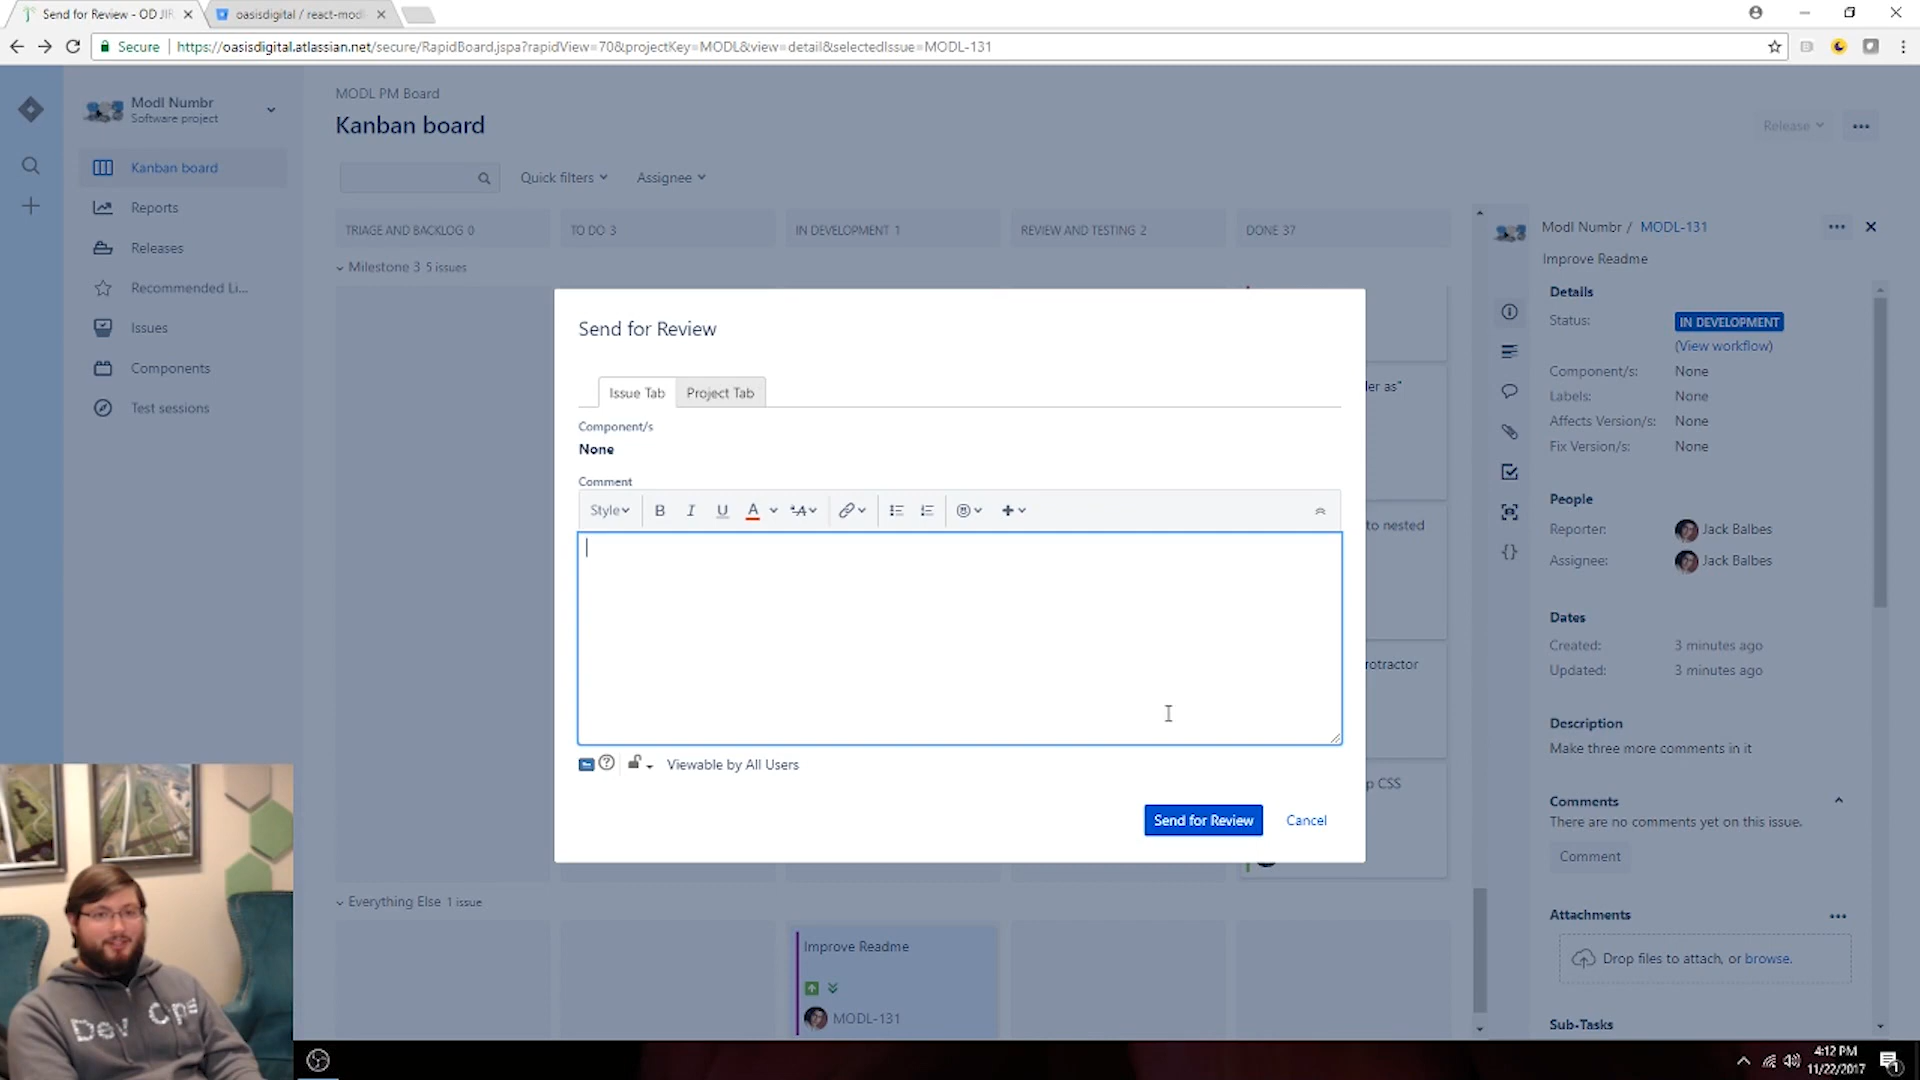 Send for Review - OD JIR
oasisdigital / react-mod
Secure
https://oasisdigital.atlassian.net/secure/RapidBoard.jspa?rapidView=70&projectKey=MODL&view=detail&selectedIssue=MODL-131
Modl Numbr
Software project
Kanban board
Reports
Releases
Recommended Li...
Issues
Components
Test sessions
MODL PM Board
Kanban board
Release
Quick filters
Assignee
TRIAGE AND BACKLOG 0
TO DO 3
IN DEVELOPMENT 1
REVIEW AND TESTING 2
DONE 37
Milestone 3 5 issues
ler as"
to nested
otractor
p CSS
Send for Review
Issue Tab
Project Tab
Component/s
None
Comment
Style
B I U A
Viewable by All Users
Send for Review
Cancel
Everything Else 1 issue
Improve Readme
MODL-131
Modl Numbr / MODL-131
Improve Readme
Details
Status: IN DEVELOPMENT
(View workflow)
Component/s: None
Labels: None
Affects Version/s: None
Fix Version/s: None
People
Reporter: Jack Balbes
Assignee: Jack Balbes
Dates
Created: 3 minutes ago
Updated: 3 minutes ago
Description
Make three more comments in it
Comments
There are no comments yet on this issue.
Comment
Attachments
Drop files to attach, or browse.
Sub-Tasks
Dev Ops
4:12 PM
11/22/2017
1